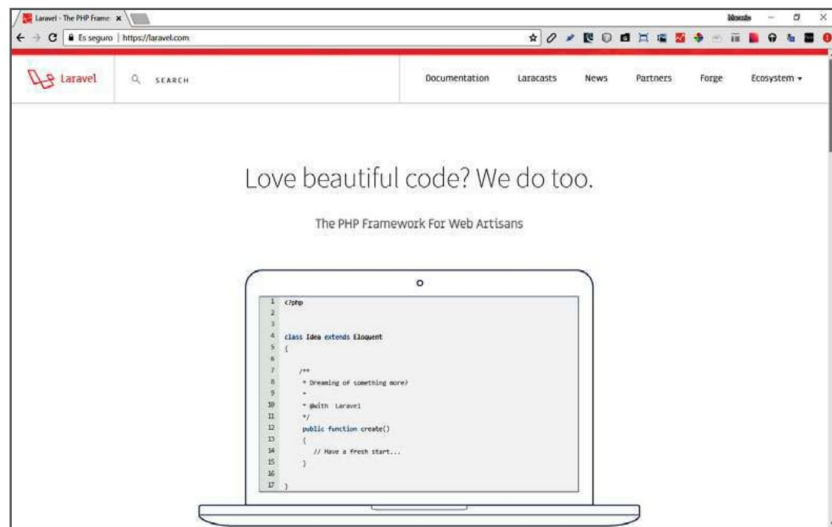 Laravel - The PHP Frame
Es seguro | https://laravel.com
Laravel
SEARCH
Documentation Laracasts News Partners Forge Ecosystem
Love beautiful code? We do too.
The PHP Framework For Web Artisans
1 <?php
2
3
4 class Idea extends Eloquent
5 {
6
7 /**
8 * Dreaming of something more?
9 *
10 * @with Laravel
11 */
12 public function create()
13 {
14 // Have a fresh start...
15 }
16
17 }